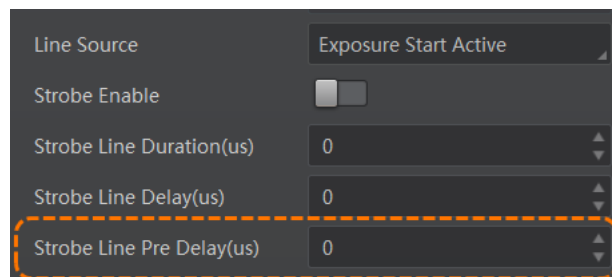 Line Source Exposure Start Active
Strobe Enable
Strobe Line Duration(us) 0
Strobe Line Delay(us) 0
Strobe Line Pre Delay(us) 0